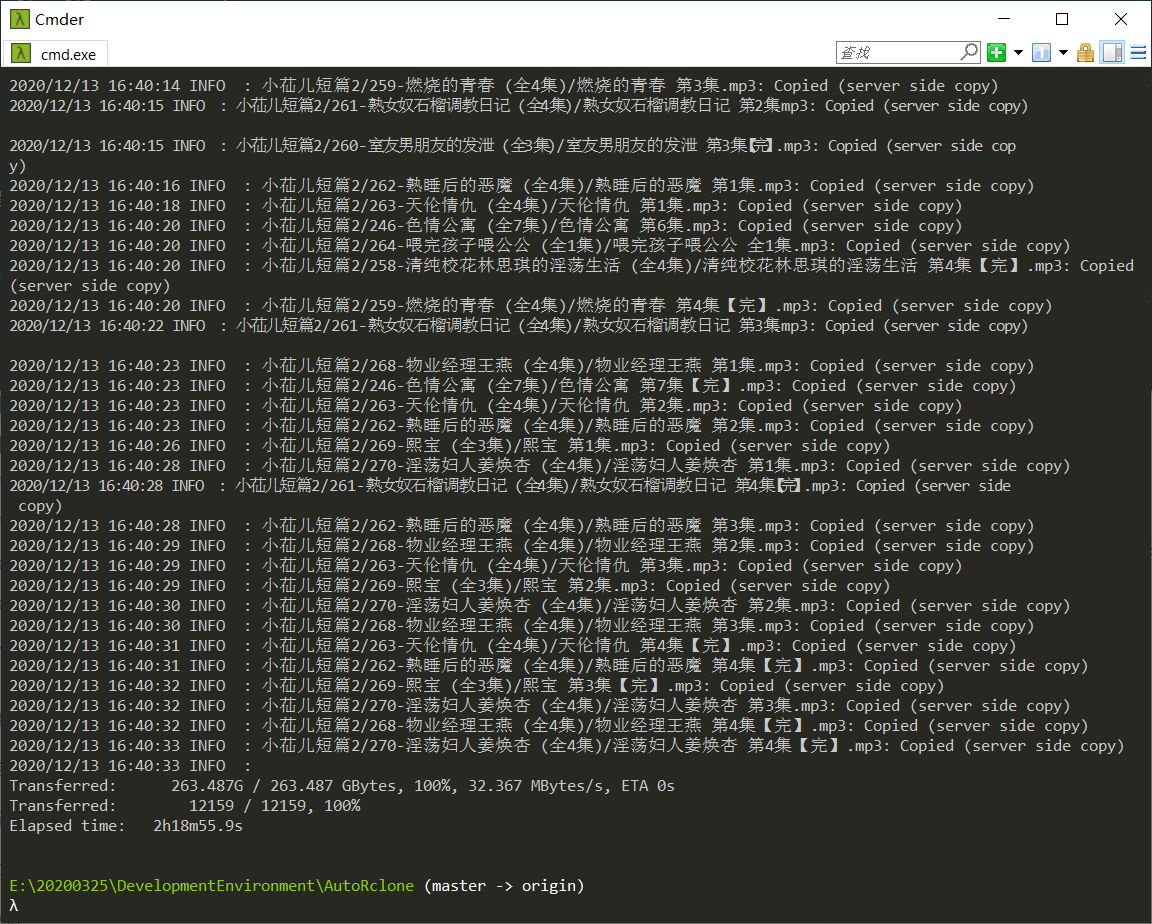 Cmder
cmd.exe
查找
2020/12/13 16:40:14 INFO  : 小茄儿短篇2/259-燃烧的青春 (全4集)/燃烧的青春 第3集.mp3: Copied (server side copy)
2020/12/13 16:40:15 INFO  : 小茄儿短篇2/261-熟女奴石榴调教日记 (全4集)/熟女奴石榴调教日记 第2集mp3: Copied (server side copy)
2020/12/13 16:40:15 INFO  : 小茄儿短篇2/260-室友男朋友的发泄 (全3集)/室友男朋友的发泄 第3集【完】.mp3: Copied (server side cop
y)
2020/12/13 16:40:16 INFO  : 小茄儿短篇2/262-熟睡后的恶魔 (全4集)/熟睡后的恶魔 第1集.mp3: Copied (server side copy)
2020/12/13 16:40:18 INFO  : 小茄儿短篇2/263-天伦情仇 (全4集)/天伦情仇 第1集.mp3: Copied (server side copy)
2020/12/13 16:40:20 INFO  : 小茄儿短篇2/246-色情公寓 (全7集)/色情公寓 第6集.mp3: Copied (server side copy)
2020/12/13 16:40:20 INFO  : 小茄儿短篇2/264-喂完孩子喂公公 (全1集)/喂完孩子喂公公 全1集.mp3: Copied (server side copy)
2020/12/13 16:40:20 INFO  : 小茄儿短篇2/258-清纯校花林思琪的淫荡生活 (全4集)/清纯校花林思琪的淫荡生活 第4集【完】.mp3: Copied
(server side copy)
2020/12/13 16:40:20 INFO  : 小茄儿短篇2/259-燃烧的青春 (全4集)/燃烧的青春 第4集【完】.mp3: Copied (server side copy)
2020/12/13 16:40:22 INFO  : 小茄儿短篇2/261-熟女奴石榴调教日记 (全4集)/熟女奴石榴调教日记 第3集mp3: Copied (server side copy)
2020/12/13 16:40:23 INFO  : 小茄儿短篇2/268-物业经理王燕 (全4集)/物业经理王燕 第1集.mp3: Copied (server side copy)
2020/12/13 16:40:23 INFO  : 小茄儿短篇2/246-色情公寓 (全7集)/色情公寓 第7集【完】.mp3: Copied (server side copy)
2020/12/13 16:40:23 INFO  : 小茄儿短篇2/263-天伦情仇 (全4集)/天伦情仇 第2集.mp3: Copied (server side copy)
2020/12/13 16:40:23 INFO  : 小茄儿短篇2/262-熟睡后的恶魔 (全4集)/熟睡后的恶魔 第2集.mp3: Copied (server side copy)
2020/12/13 16:40:26 INFO  : 小茄儿短篇2/269-熙宝 (全3集)/熙宝 第1集.mp3: Copied (server side copy)
2020/12/13 16:40:28 INFO  : 小茄儿短篇2/270-淫荡妇人姜焕杏 (全4集)/淫荡妇人姜焕杏 第1集.mp3: Copied (server side copy)
2020/12/13 16:40:28 INFO  : 小茄儿短篇2/261-熟女奴石榴调教日记 (全4集)/熟女奴石榴调教日记 第4集【完】.mp3: Copied (server side
copy)
2020/12/13 16:40:28 INFO  : 小茄儿短篇2/262-熟睡后的恶魔 (全4集)/熟睡后的恶魔 第3集.mp3: Copied (server side copy)
2020/12/13 16:40:29 INFO  : 小茄儿短篇2/268-物业经理王燕 (全4集)/物业经理王燕 第2集.mp3: Copied (server side copy)
2020/12/13 16:40:29 INFO  : 小茄儿短篇2/263-天伦情仇 (全4集)/天伦情仇 第3集.mp3: Copied (server side copy)
2020/12/13 16:40:29 INFO  : 小茄儿短篇2/269-熙宝 (全3集)/熙宝 第2集.mp3: Copied (server side copy)
2020/12/13 16:40:30 INFO  : 小茄儿短篇2/270-淫荡妇人姜焕杏 (全4集)/淫荡妇人姜焕杏 第2集.mp3: Copied (server side copy)
2020/12/13 16:40:30 INFO  : 小茄儿短篇2/268-物业经理王燕 (全4集)/物业经理王燕 第3集.mp3: Copied (server side copy)
2020/12/13 16:40:31 INFO  : 小茄儿短篇2/263-天伦情仇 (全4集)/天伦情仇 第4集【完】.mp3: Copied (server side copy)
2020/12/13 16:40:31 INFO  : 小茄儿短篇2/262-熟睡后的恶魔 (全4集)/熟睡后的恶魔 第4集【完】.mp3: Copied (server side copy)
2020/12/13 16:40:32 INFO  : 小茄儿短篇2/269-熙宝 (全3集)/熙宝 第3集【完】.mp3: Copied (server side copy)
2020/12/13 16:40:32 INFO  : 小茄儿短篇2/270-淫荡妇人姜焕杏 (全4集)/淫荡妇人姜焕杏 第3集.mp3: Copied (server side copy)
2020/12/13 16:40:32 INFO  : 小茄儿短篇2/268-物业经理王燕 (全4集)/物业经理王燕 第4集【完】.mp3: Copied (server side copy)
2020/12/13 16:40:33 INFO  : 小茄儿短篇2/270-淫荡妇人姜焕杏 (全4集)/淫荡妇人姜焕杏 第4集【完】.mp3: Copied (server side copy)
2020/12/13 16:40:33 INFO  :
Transferred:      263.487G / 263.487 GBytes, 100%, 32.367 MBytes/s, ETA 0s
Transferred:        12159 / 12159, 100%
Elapsed time:   2h18m55.9s
E:\20200325\DevelopmentEnvironment\AutoRclone (master -> origin)
λ